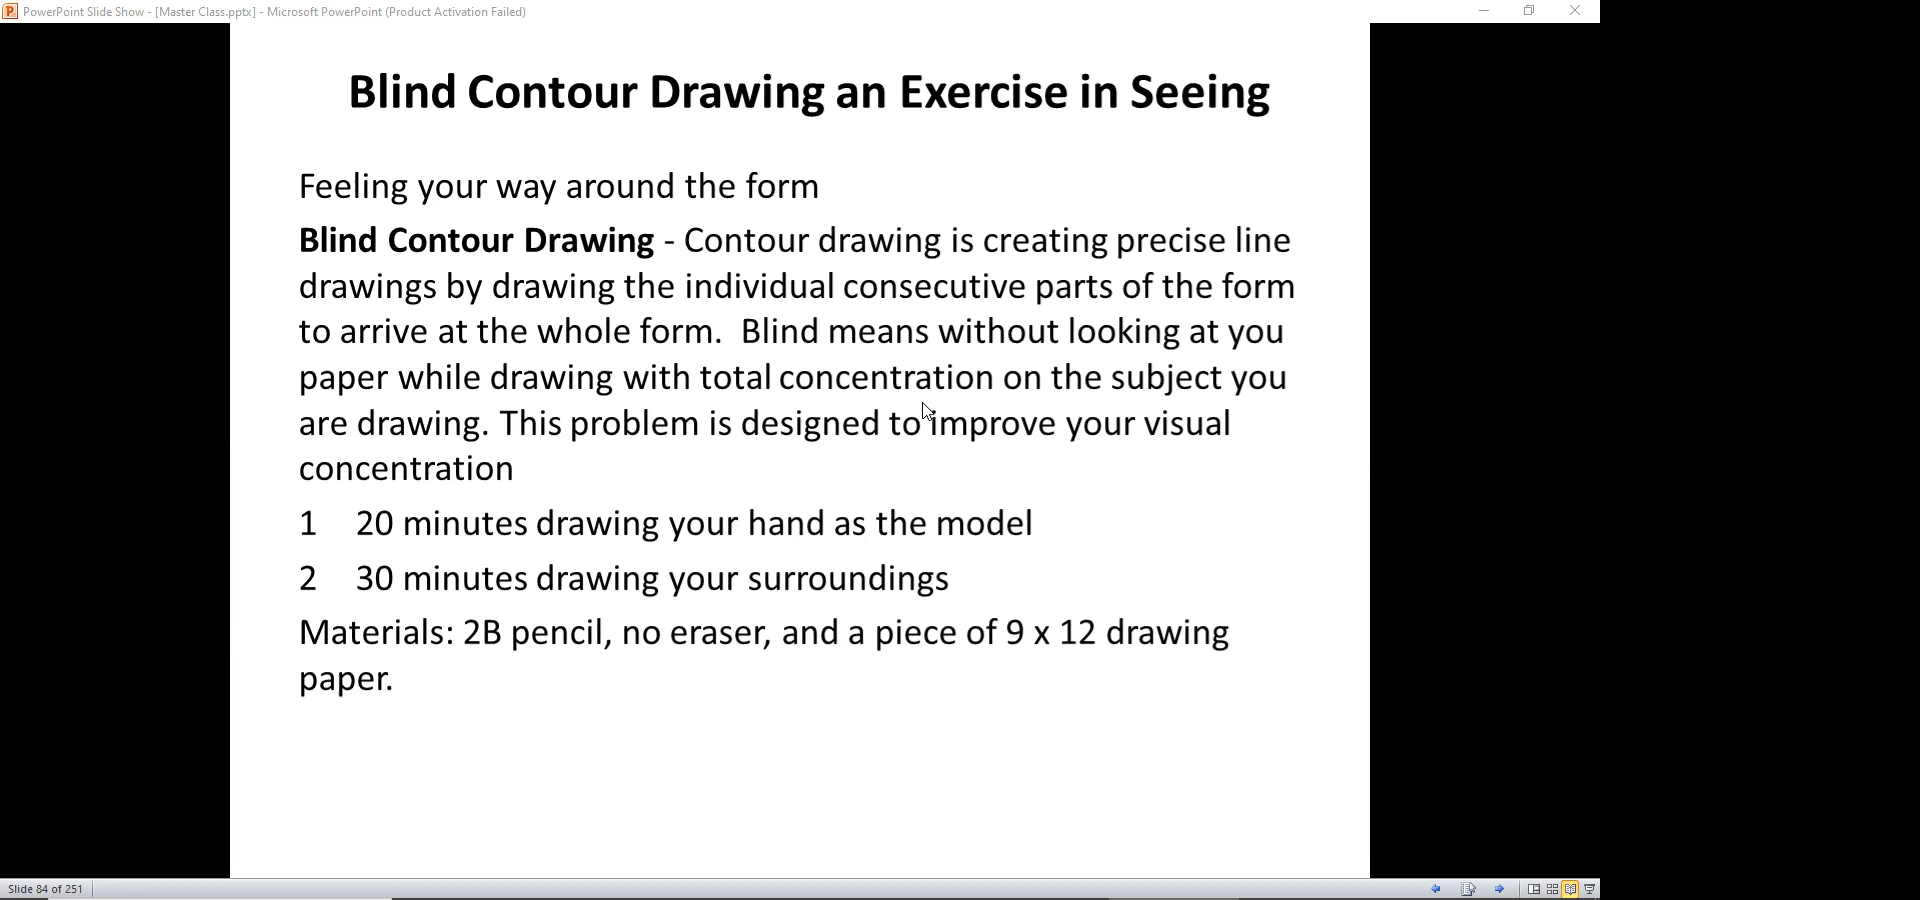 PowerPoint Slide Show - [Master Class.pptx] - Microsoft PowerPoint (Product Activation Failed)
Blind Contour Drawing an Exercise in Seeing
Feeling your way around the form
Blind Contour Drawing - Contour drawing is creating precise line
drawings by drawing the individual consecutive parts of the form
to arrive at the whole form.  Blind means without looking at you
paper while drawing with total concentration on the subject you
are drawing. This problem is designed to improve your visual
concentration
1 20 minutes drawing your hand as the model
2 30 minutes drawing your surroundings
Materials: 2B pencil, no eraser, and a piece of 9 x 12 drawing
paper.
Slide 84 of 251